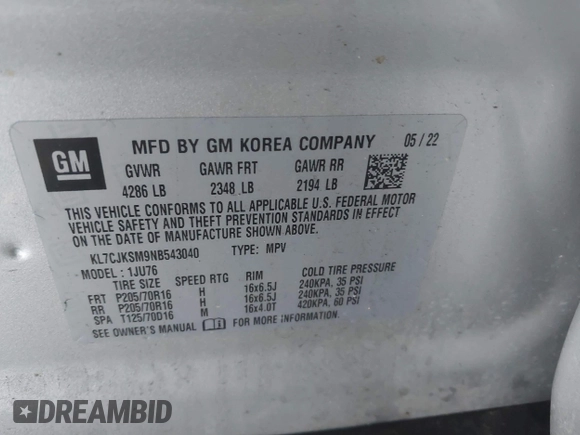 GM
MFD BY GM KOREA COMPANY 05 / 22
GVWR GAWR FRT GAWR RR
4286 LB 2348 LB 2194 LB
THIS VEHICLE CONFORMS TO ALL APPLICABLE U.S. FEDERAL MOTOR
VEHICLE SAFETY AND THEFT PREVENTION STANDARDS IN EFFECT
ON THE DATE OF MANUFACTURE SHOWN ABOVE.
KL7CJKSM9NB543040 TYPE: MPV
MODEL: 1JU76
TIRE SIZE SPEED RTG RIM COLD TIRE PRESSURE
FRT P205/70R16 H 16x6.5J 240KPA, 35 PSI
RR P205/70R16 H 16x6.5J 240KPA, 35 PSI
SPA T125/70D16 M 16x4.0T 420KPA, 60 PSI
SEE OWNER'S MANUAL FOR MORE INFORMATION.
DREAMBID